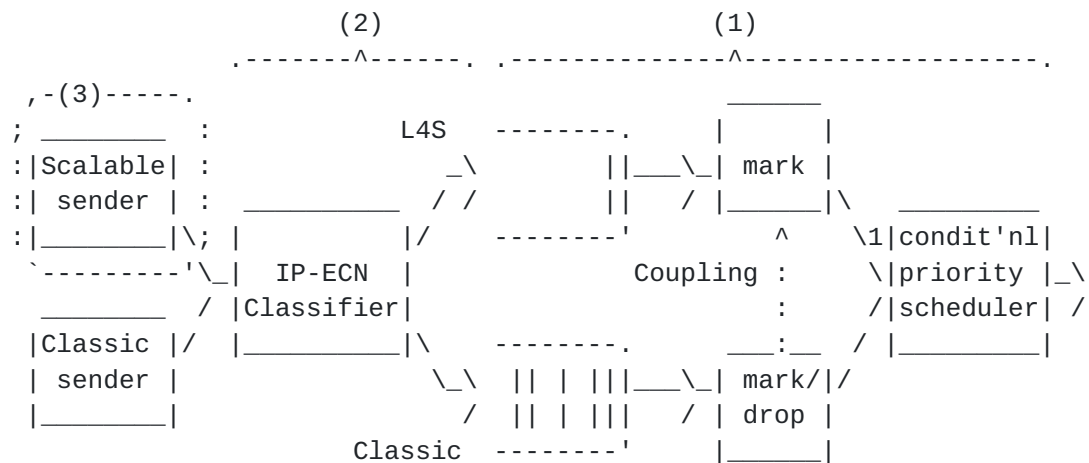 (2) (1)
(3)
L4S
Scalable mark
sender
condit'nl
1
IP-ECN Coupling priority
Classifier scheduler
Classic
sender mark/
drop
Classic